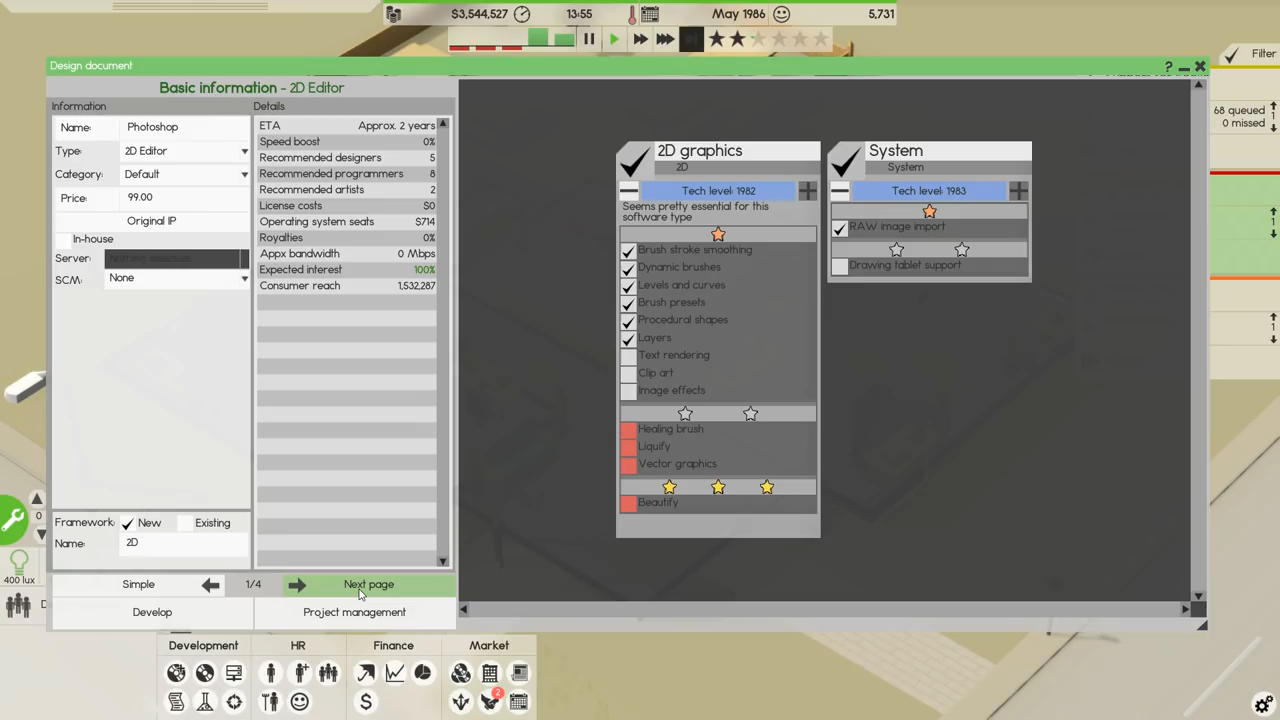 $3,544,527
13:55
May 1986
5,731
Design document
?
Filter
Basic information - 2D Editor
Information
Details
Name:
Photoshop
Type:
2D Editor
Category:
Default
Price:
99.00
Original IP
In-house
Server:
Nothing selected
SCM:
None
ETA
Approx. 2 years
Speed boost
0%
Recommended designers
5
Recommended programmers
8
Recommended artists
2
License costs
$0
Operating system seats
$714
Royalties
0%
Appx bandwidth
0 Mbps
Expected interest
100%
Consumer reach
1,532,287
2D graphics
2D
Tech level: 1982
Seems pretty essential for this
software type
Brush stroke smoothing
Dynamic brushes
Levels and curves
Brush presets
Procedural shapes
Layers
Text rendering
Clip art
Image effects
Healing brush
Liquify
Vector graphics
Beautify
System
System
Tech level: 1983
RAW image import
Drawing tablet support
68 queued
0 missed
1
1
1
0
400 lux
D
Framework:
New
Existing
Name:
2D
Simple
1/4
Next page
Develop
Project management
Development
HR
Finance
Market
$
2